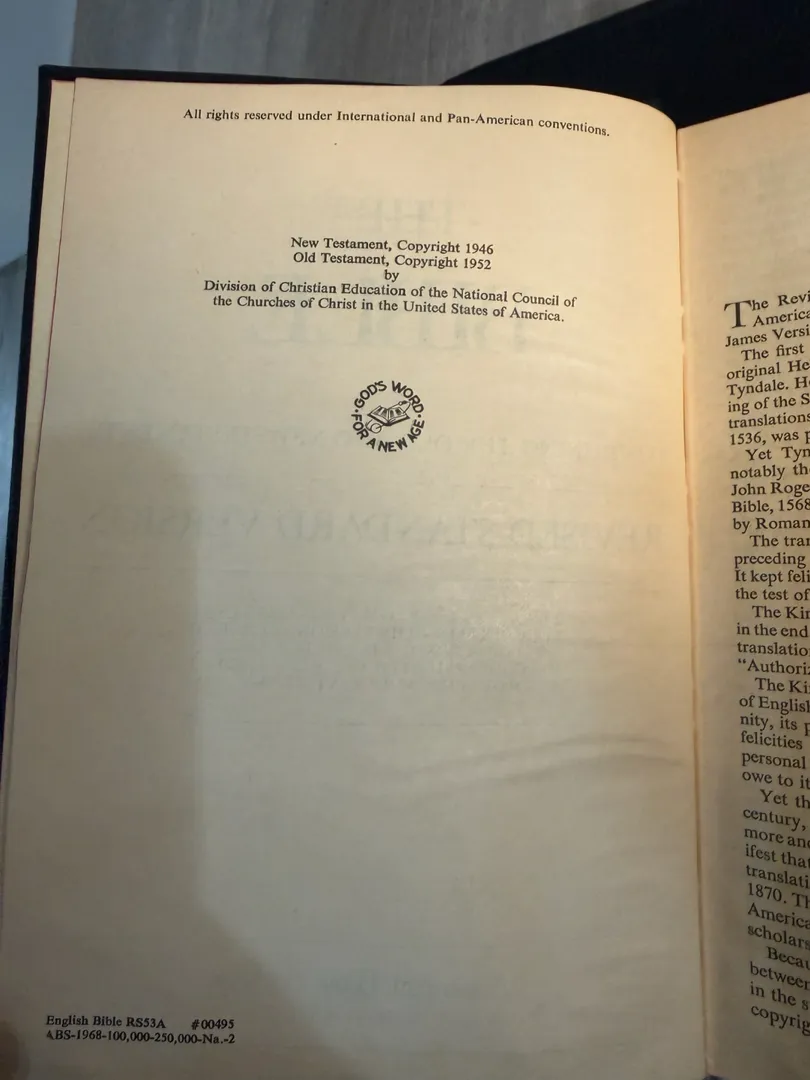 All rights reserved under International and Pan-American conventions.
New Testament, Copyright 1946
Old Testament, Copyright 1952
by
Division of Christian Education of the National Council of
the Churches of Christ in the United States of America.
GOD'S WORD
FOR A NEW AGE
English Bible RS53A #00495
ABS-1968-100,000-250,000-Na.-2
The Revi
America
James Versi
The first
original He
Tyndale. H
ing of the S
translations
1536, was p
Yet Tyn
notably th
John Roge
Bible, 1568
by Roman
The tran
preceding
It kept feli
the test of
The Kin
in the end
translatio
"Authoriz
The Ki
of English
nity, its p
felicities
personal
owe to it
Yet th
century,
more and
ifest that
translati
1870. Th
America
scholars
Becau
between
in the s
copyrig